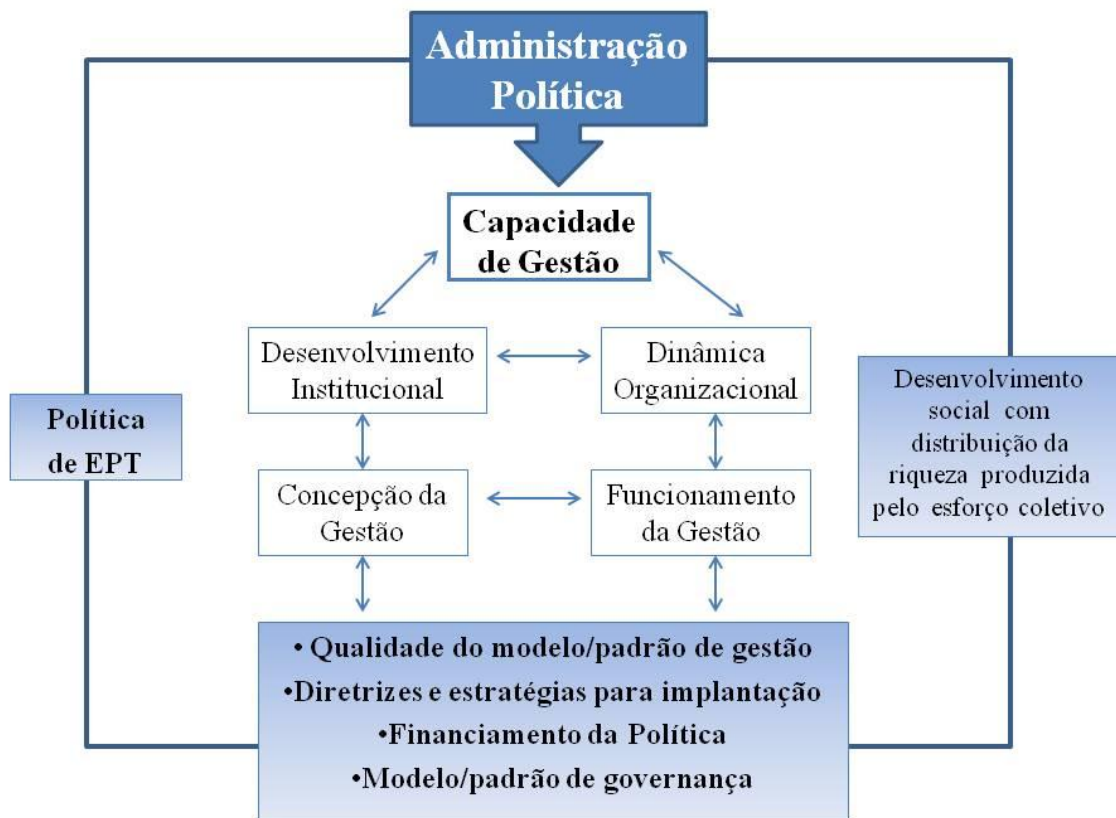 Administração
Política
Capacidade
de Gestão
Desenvolvimento
Institucional
Dinâmica
Organizacional
Política
de EPT
Desenvolvimento
social com
distribuição da
riqueza produzida
pelo esforço coletivo
Concepção da
Gestão
Funcionamento
da Gestão
• Qualidade do modelo/padrão de gestão
•Diretrizes e estratégias para implantação
•Financiamento da Política
•Modelo/padrão de governança